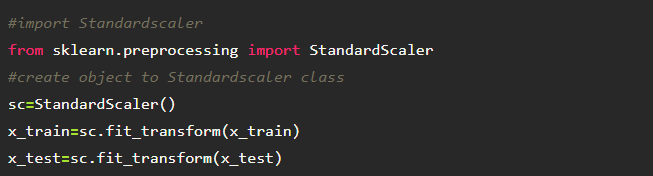 #import Standardscaler
from sklearn.preprocessing import StandardScaler
#create object to Standardscaler class
sc=StandardScaler()
x_train=sc.fit_transform(x_train)
x_test=sc.fit_transform(x_test)